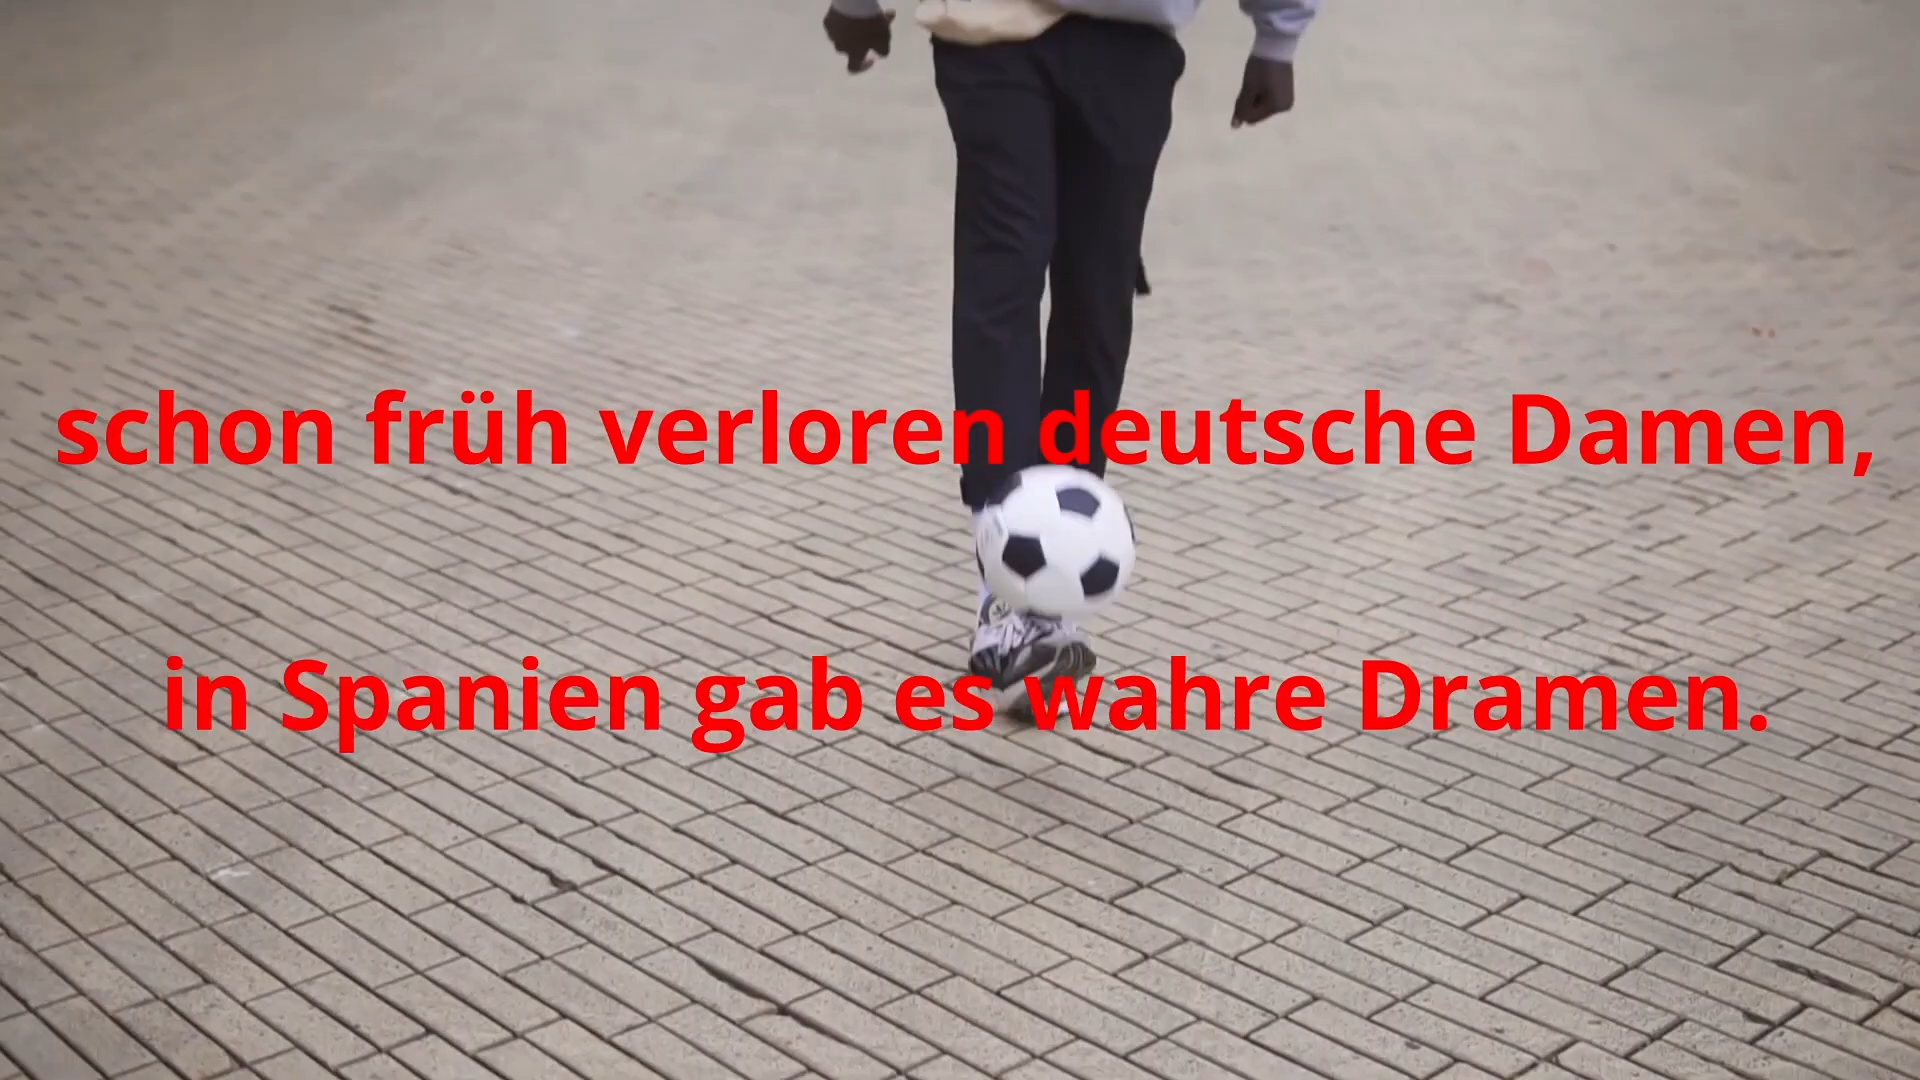 schon früh verloren deutsche Damen,
in Spanien gab es wahre Dramen.